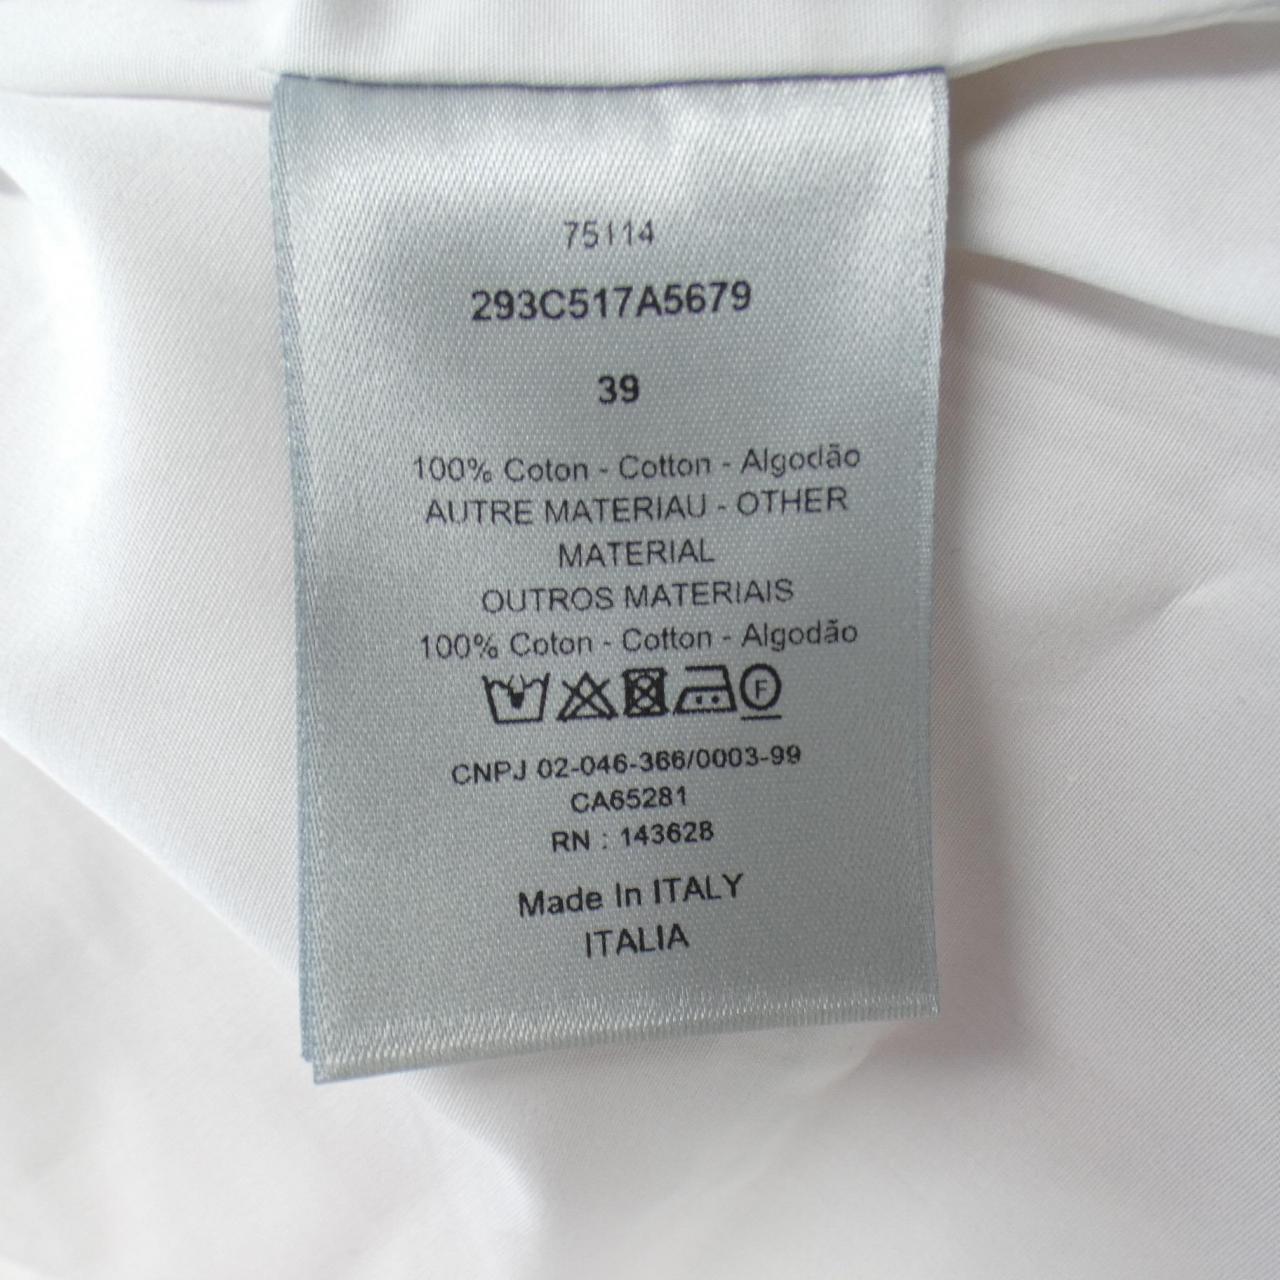 75114
293C517A5679
39
100% Coton - Cotton - Algodão
AUTRE MATERIAU - OTHER
MATERIAL
OUTROS MATERIAIS
100% Coton - Cotton - Algodão
F
CNPJ 02-046-366/0003-99
CA65281
RN : 143628
Made In ITALY
ITALIA